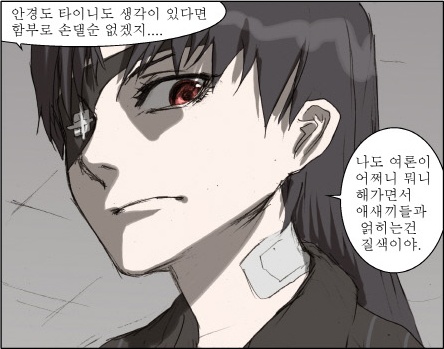 안경도 타이니도 생각이 있다면
함부로 손댈순 없겠지....
나도 여론이
어쩌니 뭐니
해가면서
애새끼들과
얽히는건
질색이야.